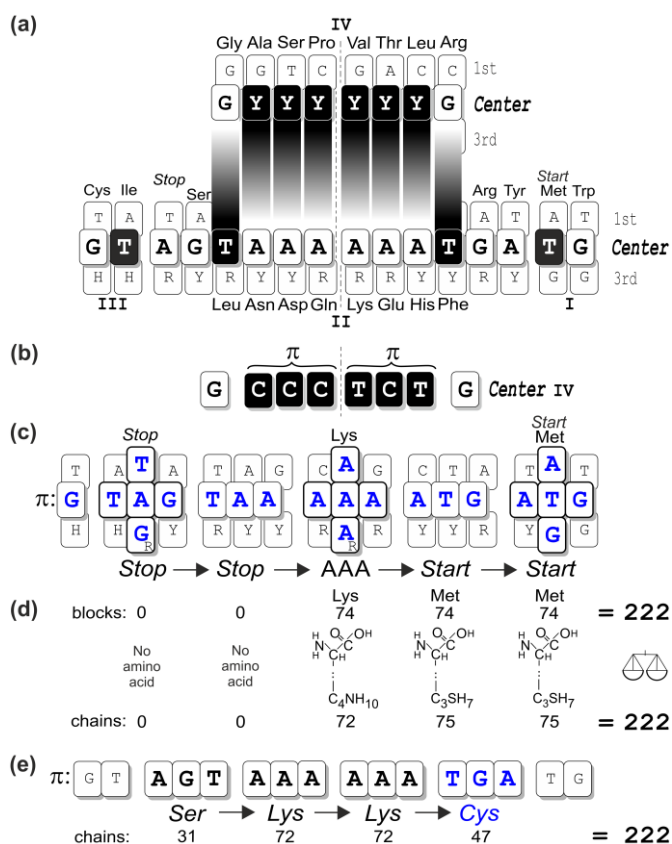 (a)
IV
Gly Ala Ser Pro Val Thr Leu Arg
G G T C G A C C 1st
G Y Y Y Y Y Y G Center
3rd
Cys Ile Stop Ser Arg Tyr Start Met Trp
T A T A A T A T 1st
G T A G T A A A A A A T G A T G Center
H H R Y R Y Y R R R Y Y R Y G G 3rd
III Leu Asn Asp Gln Lys Glu His Phe I
II
(b)
π π
G C C C T C T G Center IV
(c)
Stop Lys Start Met
T A T A T A G C A G C T A T A T
π: G T A G T A A A A A A T G A T G
H H G R Y R Y Y R A R R Y Y R Y G
Stop → Stop → AAA → Start → Start
(d)
Lys Met Met
blocks: 0 0 74 74 74 = 222
No amino acid No amino acid
H N H C H O C OH H N H C H O C OH H N H C H O C OH
C4NH10 C3SH7 C3SH7
chains: 0 0 72 75 75 = 222
(e)
π: G T A G T A A A A A A T G A T G
Ser → Lys → Lys → Cys
chains: 31 72 72 47 = 222